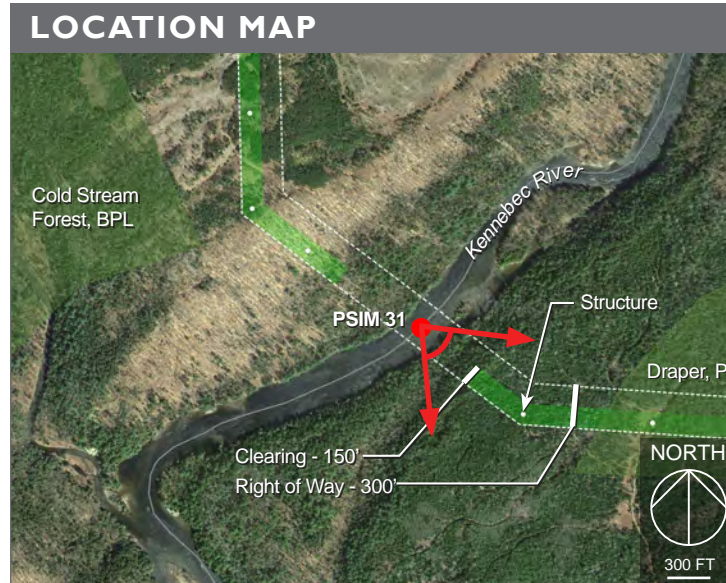 LOCATION MAP
Cold Stream
Forest, BPL
Kennebec River
PSIM 31
Structure
Draper, P
Clearing - 150'
Right of Way - 300'
NORTH
300 FT